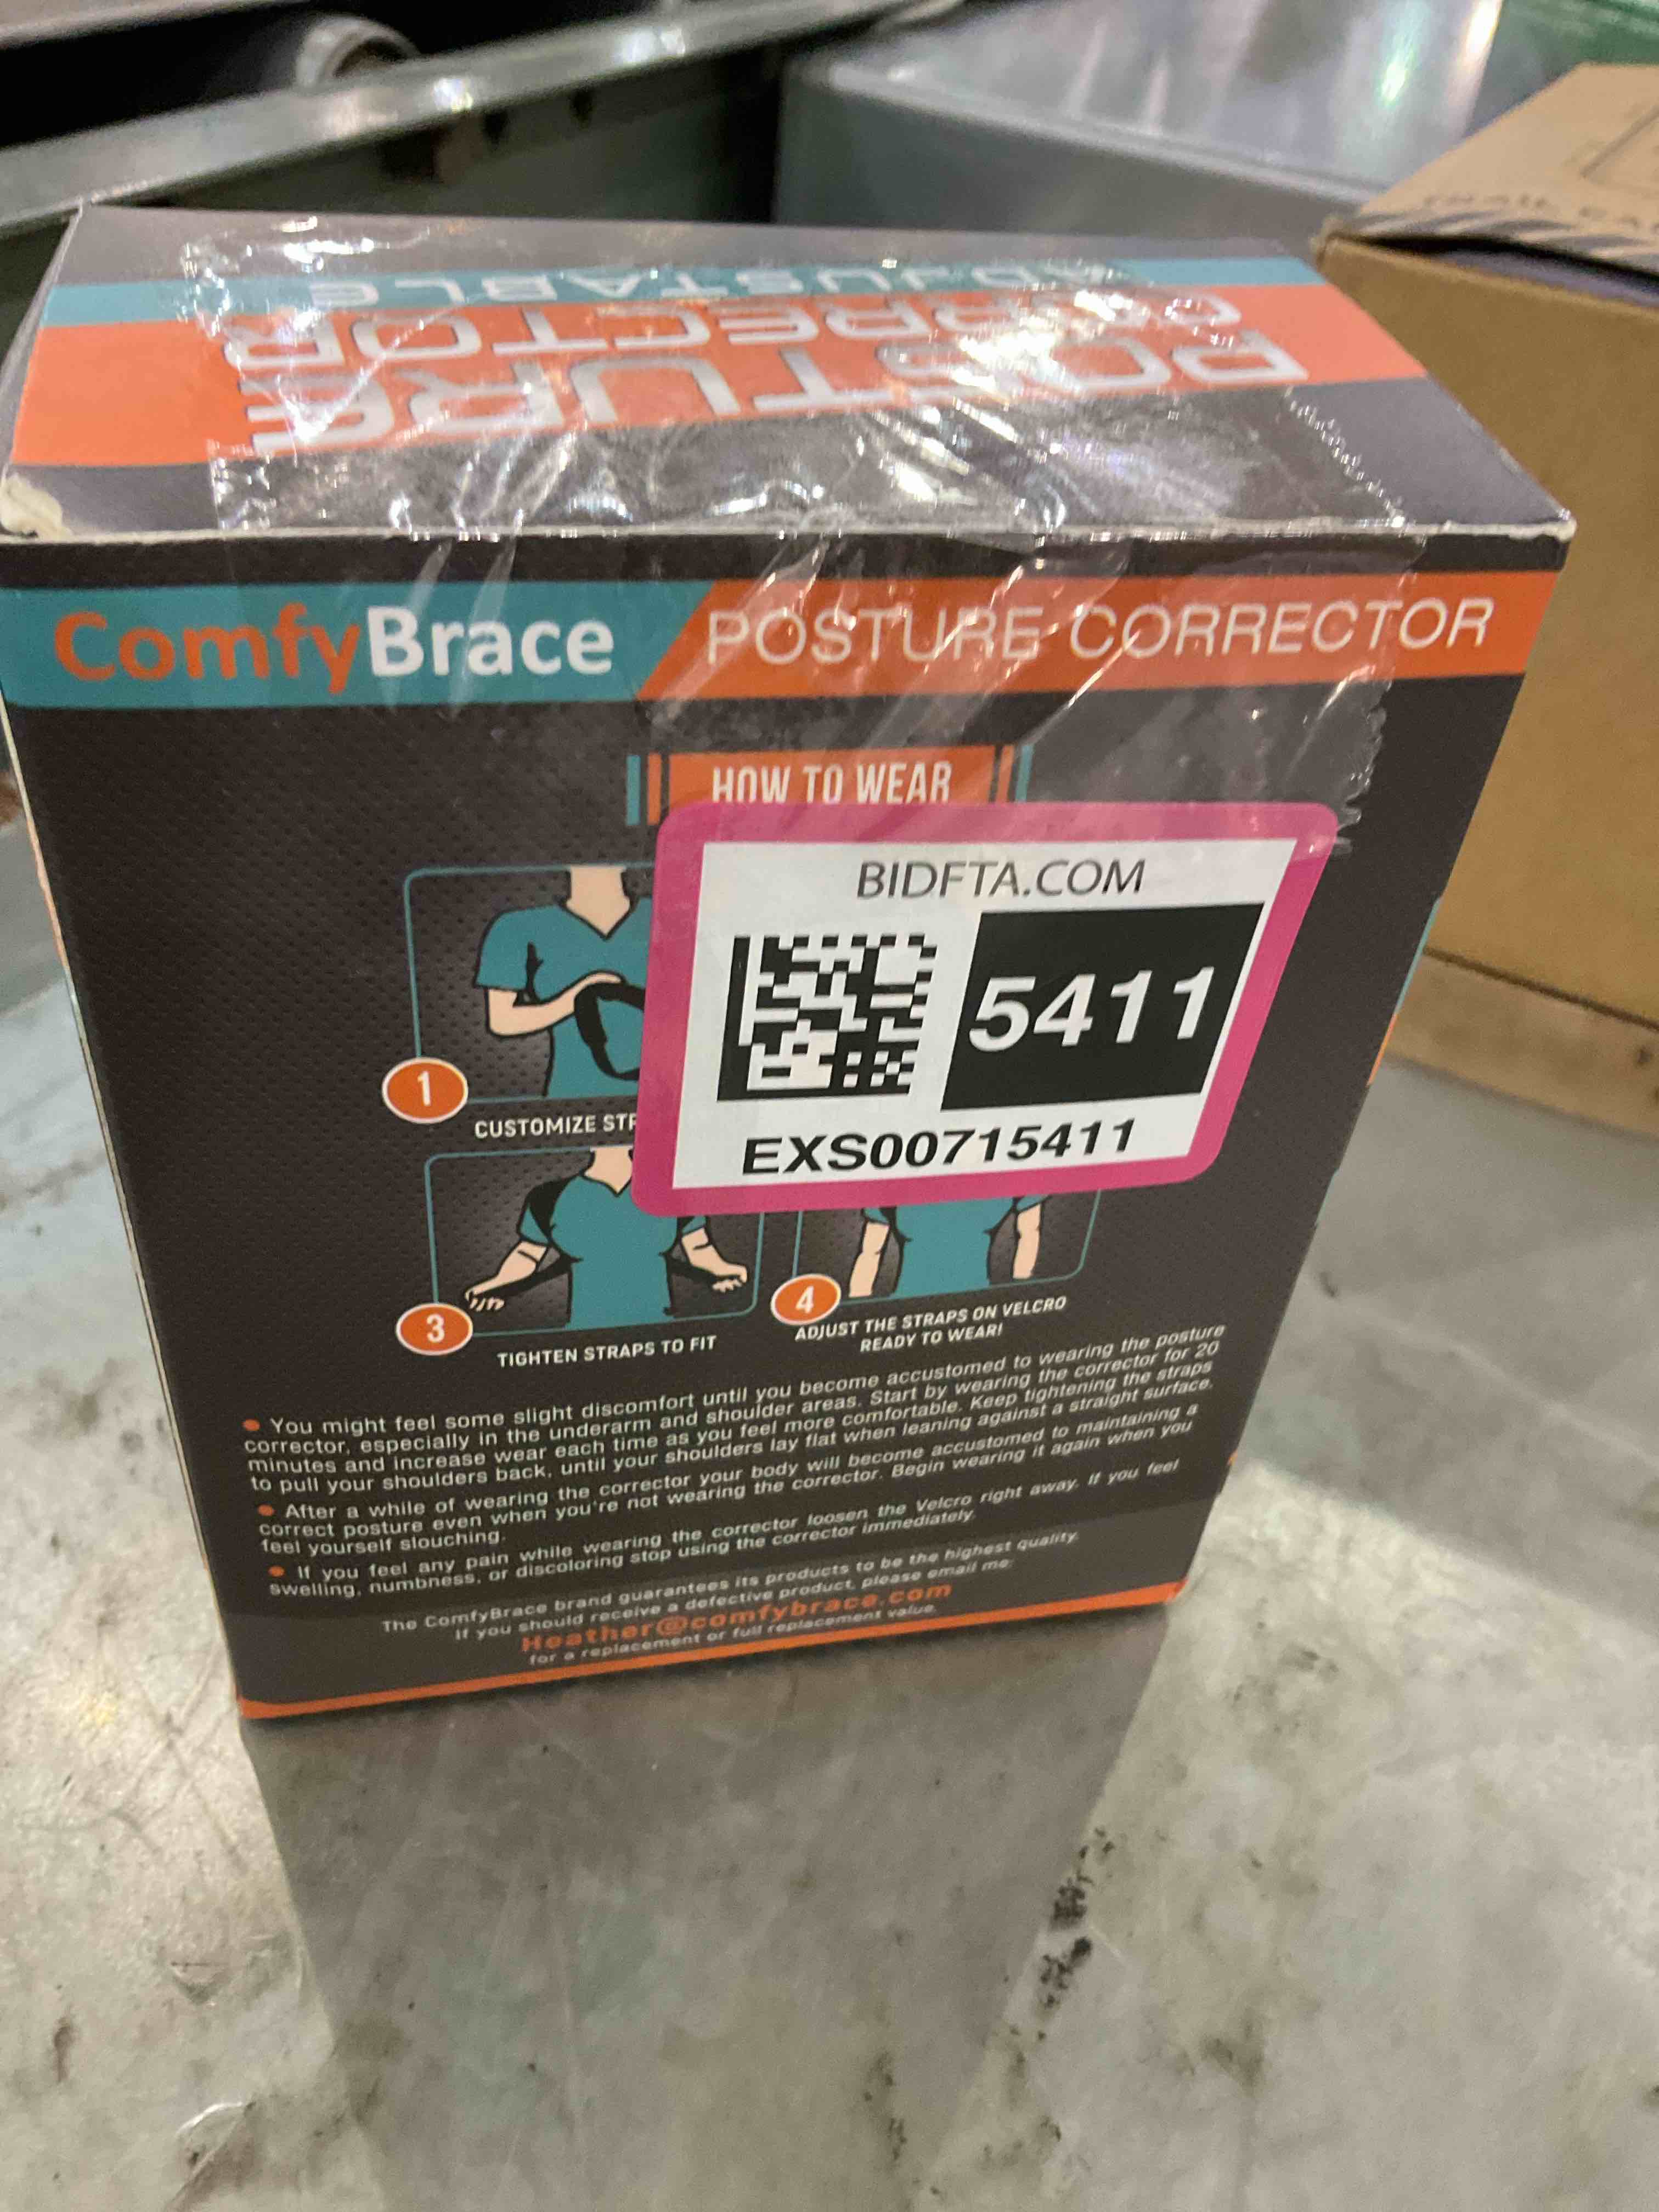 POSTURE
CORRECTOR
ADJUSTABLE
ComfyBrace POSTURE CORRECTOR
HOW TO WEAR
BIDFTA.COM
5411
EXS00715411
1
CUSTOMIZE
3
TIGHTEN STRAPS TO FIT
4
ADJUST THE STRAPS ON VELCRO
READY TO WEAR!
• You might feel some slight discomfort until you become accustomed to wearing the posture
corrector, especially in the underarm and shoulder areas. Start by wearing the corrector for 20
minutes and increase wear each time as you feel more comfortable. Keep tightening the straps
to pull your shoulders back, until your shoulders lay flat when leaning against a straight surface.
• After a while of wearing the corrector your body will become accustomed to maintaining a
correct posture even when you're not wearing the corrector. Begin wearing it again when you
feel yourself slouching.
• If you feel any pain while wearing the corrector loosen the Velcro right away. If you feel
swelling, numbness, or discoloring stop using the corrector immediately.
The ComfyBrace brand guarantees its products to be the highest quality.
If you should receive a defective product, please email me:
Heather@comfybrace.com
for a replacement or full replacement value.